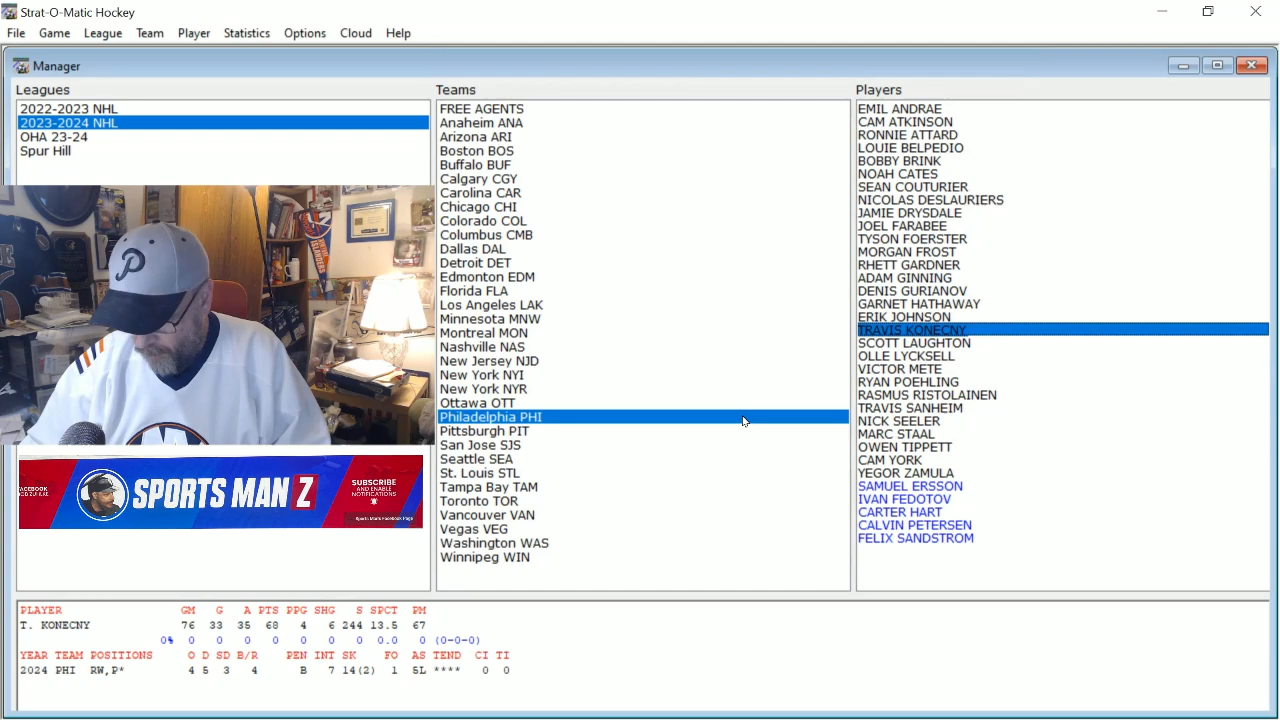 Strat-O-Matic Hockey
File Game League Team Player Statistics Options Cloud Help
Manager
Leagues
2022-2023 NHL
2023-2024 NHL
OHA 23-24
Spur Hill
Teams
FREE AGENTS
Anaheim ANA
Arizona ARI
Boston BOS
Buffalo BUF
Calgary CGY
Carolina CAR
Chicago CHI
Colorado COL
Columbus CMB
Dallas DAL
Detroit DET
Edmonton EDM
Florida FLA
Los Angeles LAK
Minnesota MNW
Montreal MON
Nashville NAS
New Jersey NJD
New York NYI
New York NYR
Ottawa OTT
Philadelphia PHI
Pittsburgh PIT
San Jose SJS
Seattle SEA
St. Louis STL
Tampa Bay TAM
Toronto TOR
Vancouver VAN
Vegas VEG
Washington WAS
Winnipeg WIN
Players
EMIL ANDRAE
CAM ATKINSON
RONNIE ATTARD
LOUIE BELPEDIO
BOBBY BRINK
NOAH CATES
SEAN COUTURIER
NICOLAS DESLAURIERS
JAMIE DRYSDALE
JOEL FARABEE
TYSON FOERSTER
MORGAN FROST
RHETT GARDNER
ADAM GINNING
DENIS GURIANOV
GARNET HATHAWAY
ERIK JOHNSON
TRAVIS KONECNY
SCOTT LAUGHTON
OLLE LYCKSELL
VICTOR METE
RYAN POEHLING
RASMUS RISTOLAINEN
TRAVIS SANHEIM
NICK SEELER
MARC STAAL
OWEN TIPPETT
CAM YORK
YEGOR ZAMULA
SAMUEL ERSSON
IVAN FEDOTOV
CARTER HART
CALVIN PETERSEN
FELIX SANDSTROM
P
ISLANDERS
ACEBOOK
SPORTS MAN Z
SUBSCRIBE
AND ENABLE
NOTIFICATIONS
Sports Man's Facebook Page
PLAYER GM G A PTS PPG SHG S SPCT PM
T. KONECNY 76 33 35 68 4 6 244 13.5 67
0% 0 0 0 0 0 0 0 0.0 0 (0-0-0)
YEAR TEAM POSITIONS O D SD B/R PEN INT SK FO AS TEND CI TI
2024 PHI RW,P* 4 5 3 4 B 7 14(2) 1 5L **** 0 0